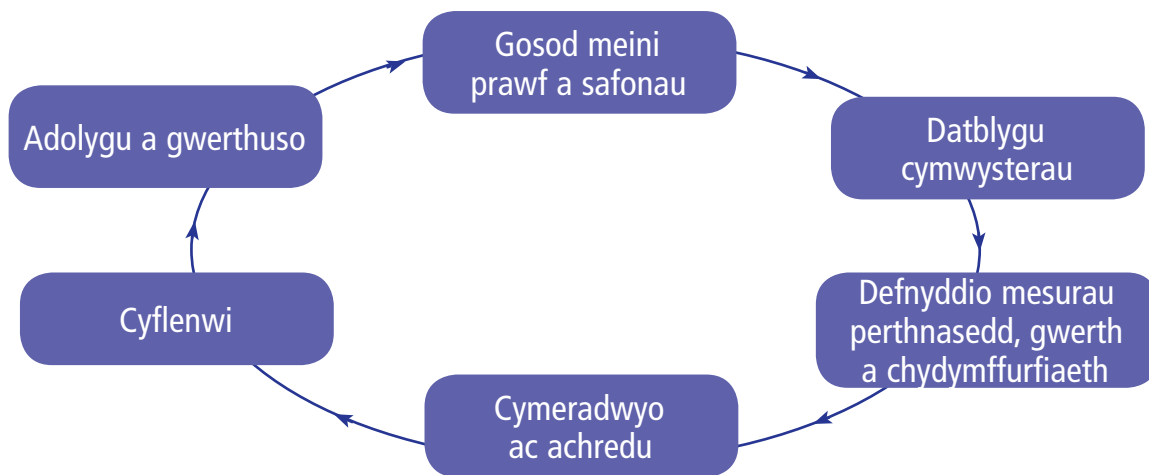 Gosod meini
prawf a safonau
Datblygu
cymwysterau
Defnyddio mesurau
perthnasedd, gwerth
a chydymffurfiaeth
Cymeradwyo
ac achredu
Cyflenwi
Adolygu a gwerthuso